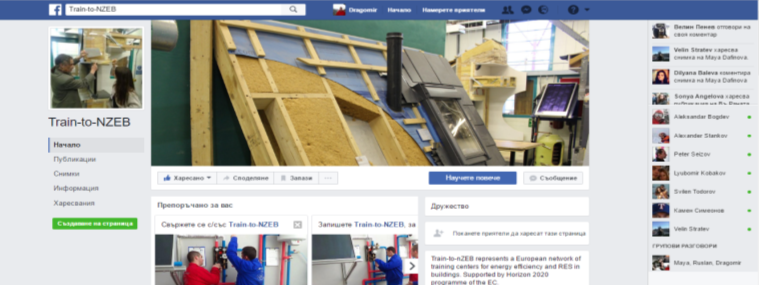 Train-to-NZEB
Dragomir
Начало
Намерете приятели
Train-to-NZEB
Начало
Публикации
Снимки
Информация
Харесвания
Създаване на страница
Харесано
Споделяне
Запази
Научете повече
Съобщение
Препоръчано за вас
Свържете се с/със Train-to-NZEB
Запишете Train-to-NZEB, за
Дружество
Поканете приятели да харесат тази страница
Train-to-nZEB represents a European network of
training centers for energy efficiency and RES in
buildings. Supported by Horizon 2020
programme of the EC.
Вилин Пенев отговори на
своя коментар
Velin Stratev харесва
снимка на Maya Dafinova.
Dilyana Baleva коментира
снимка на Maya Dafinova.
Sonya Angelova харесва
Aleksandar Bogdev
Alexander Stankov
Peter Seizov
Lyubomir Kobakov
Svilen Todorov
Камен Симеонов
Velin Stratev
ГРУПОВИ РАЗГОВОРИ
Maya, Ruslan, Dragomir